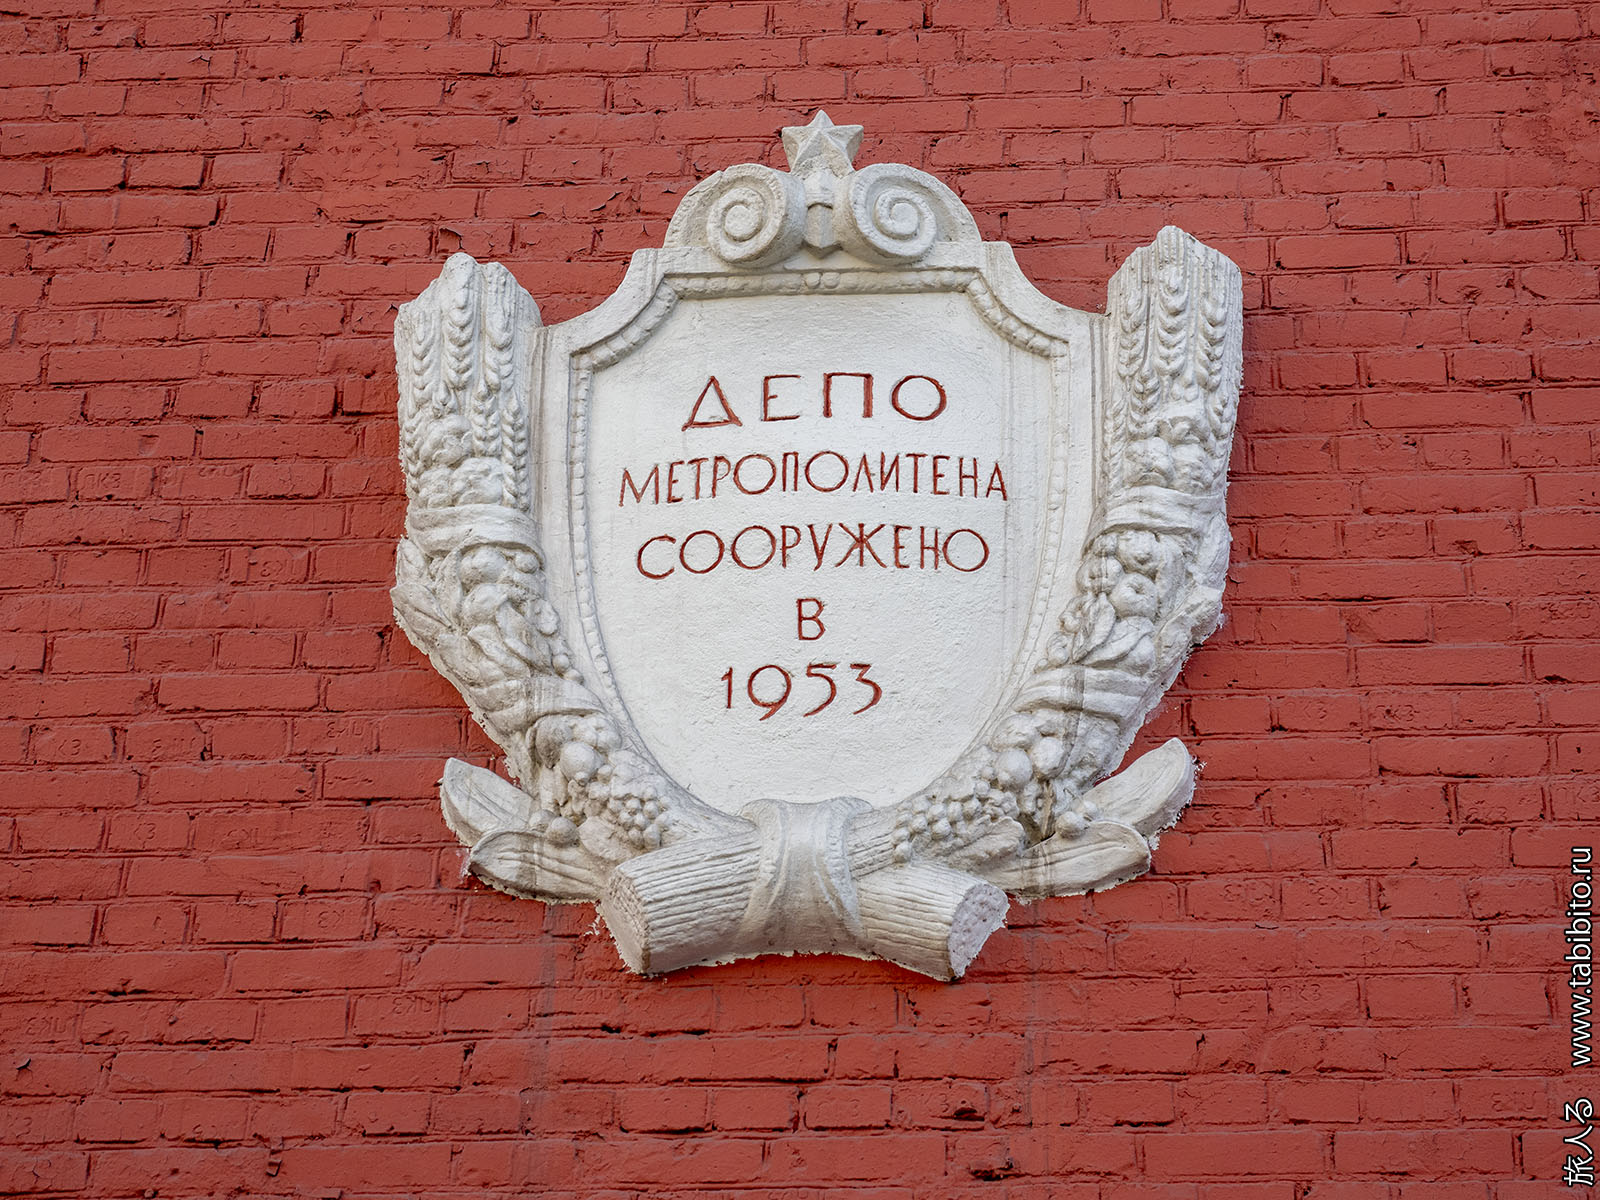 ДЕПО
МЕТРОПОЛИТЕНА
СООРУЖЕНО
В
1953
旅人る www.tabibito.ru